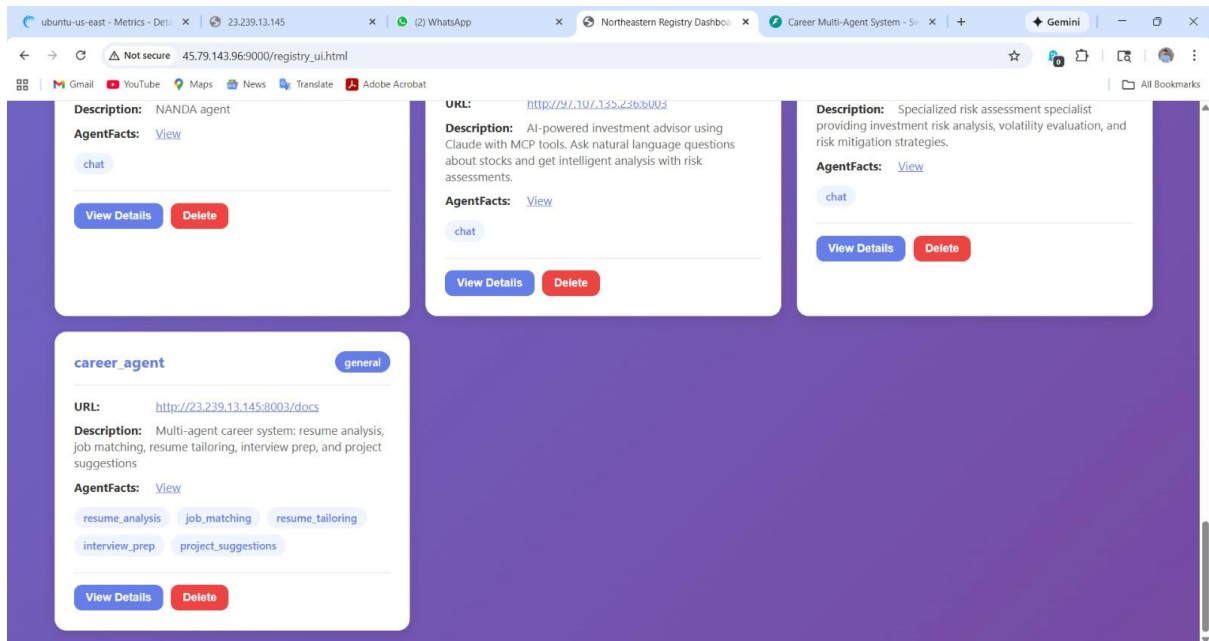 ubuntu-us-east - Metrics - Deta
23.239.13.145
(2) WhatsApp
Northeastern Registry Dashboa
Career Multi-Agent System - S
Gemini
Not secure
45.79.143.96:9000/registry_ui.html
Gmail
YouTube
Maps
News
Translate
Adobe Acrobat
All Bookmarks
Description: NANDA agent
AgentFacts: View
chat
View Details
Delete
URL: http://97.107.135.236:6003
Description: AI-powered investment advisor using
Claude with MCP tools. Ask natural language questions
about stocks and get intelligent analysis with risk
assessments.
AgentFacts: View
chat
View Details
Delete
Description: Specialized risk assessment specialist
providing investment risk analysis, volatility evaluation, and
risk mitigation strategies.
AgentFacts: View
chat
View Details
Delete
career_agent
general
URL: http://23.239.13.145:8003/docs
Description: Multi-agent career system: resume analysis,
job matching, resume tailoring, interview prep, and project
suggestions
AgentFacts: View
resume_analysis job_matching resume_tailoring
interview_prep project_suggestions
View Details
Delete